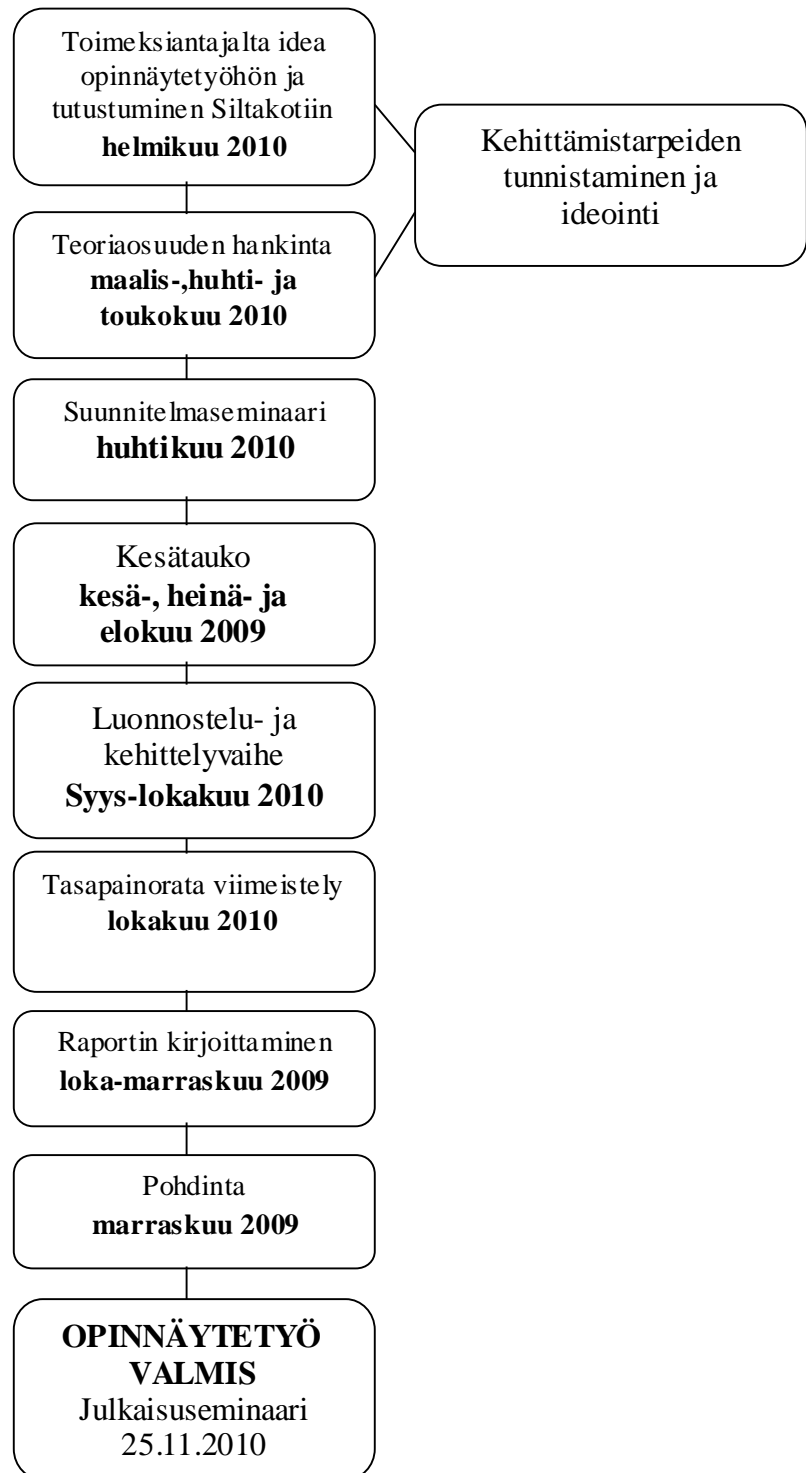 Toimeksiantajalta idea
opinnäytetyöhön ja
tutustuminen Siltakotiin
helmikuu 2010
Kehittämistarpeiden
tunnistaminen ja
ideointi
Teoriaosuuden hankinta
maalis-,huhti- ja
toukokuu 2010
Suunnitelmaseminaari
huhtikuu 2010
Kesätauko
kesä-, heinä- ja
elokuu 2009
Luonnostelu- ja
kehittelyvaihe
Syys-lokakuu 2010
Tasapainorata viimeistely
lokakuu 2010
Raportin kirjoittaminen
loka-marraskuu 2009
Pohdinta
marraskuu 2009
OPINNÄYTETYÖ
VALMIS
Julkaisuseminaari
25.11.2010